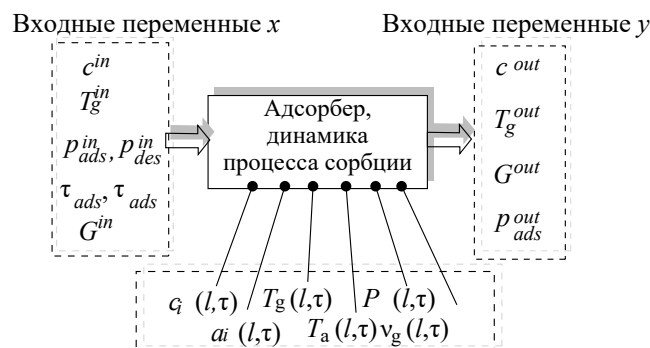 Входные переменные x
Входные переменные y
c^in
T_g^in
p_ads^in, p_des^in
τ_ads, τ_ads
G^in
Адсорбер,
динамика
процесса сорбции
c^out
T_g^out
G^out
p_ads^out
c_i (l,τ) T_g (l,τ) P (l,τ)
a_i (l,τ) T_a (l,τ) ν_g (l,τ)